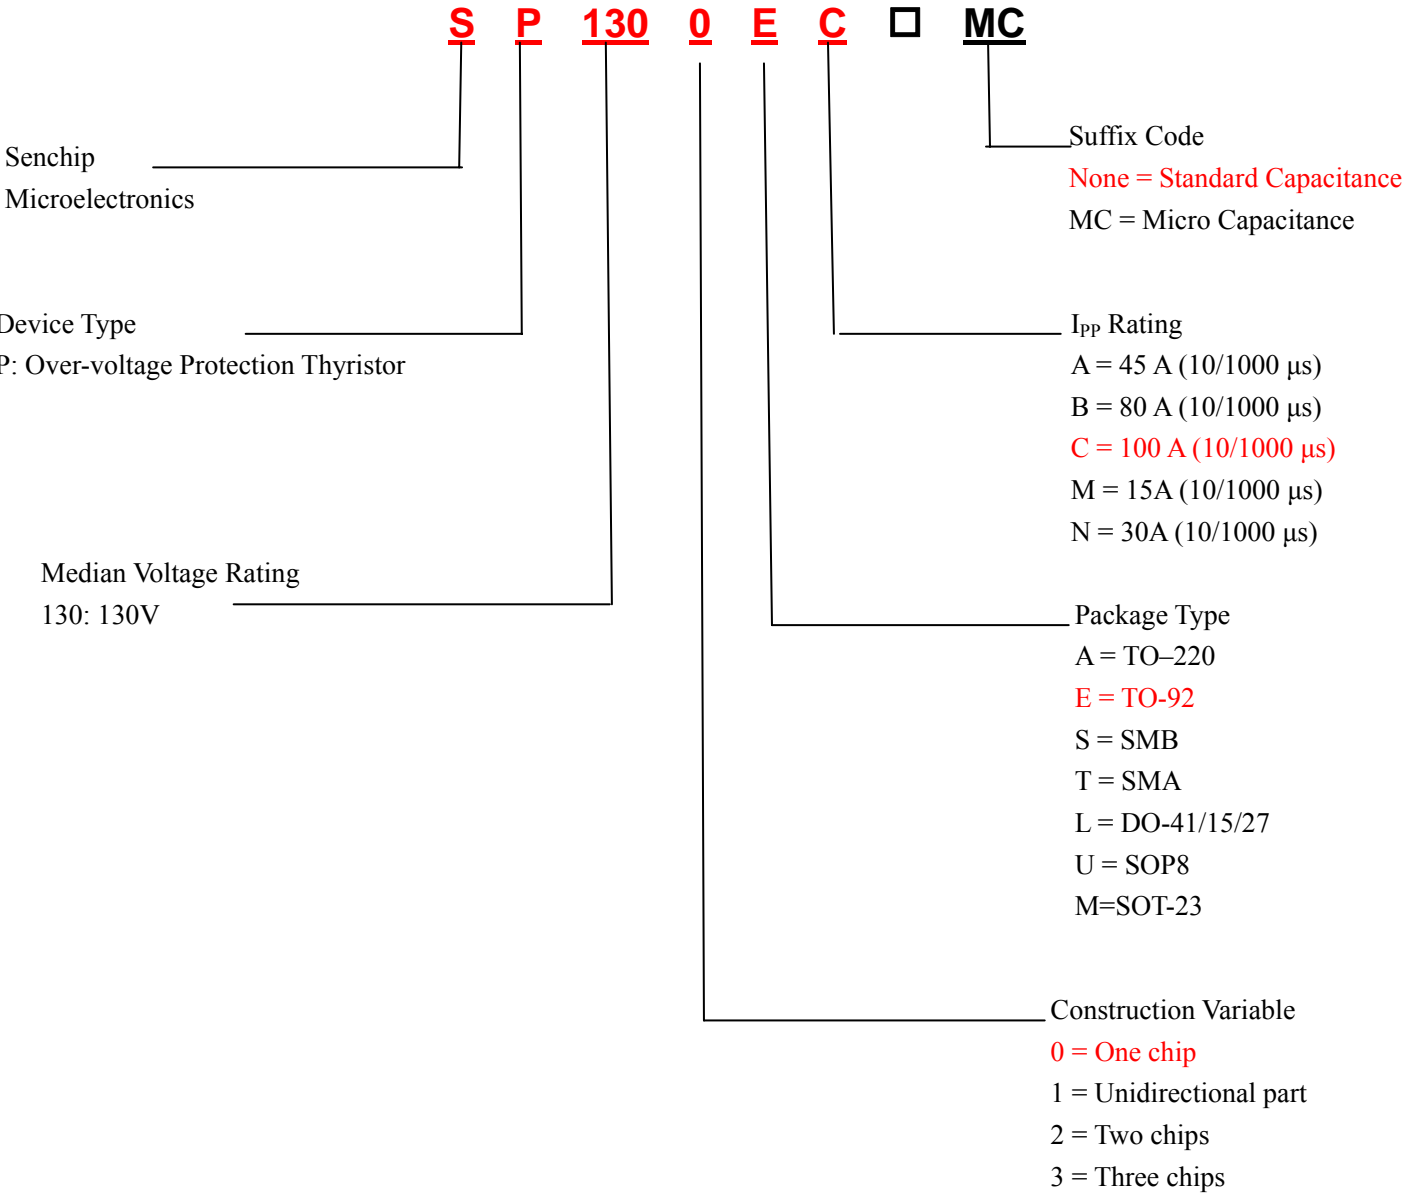 S P 130 0 E C □ MC
Senchip
Microelectronics
Device Type
P: Over-voltage Protection Thyristor
Median Voltage Rating
130: 130V
Suffix Code
None = Standard Capacitance
MC = Micro Capacitance
IPP Rating
A = 45 A (10/1000 μs)
B = 80 A (10/1000 μs)
C = 100 A (10/1000 μs)
M = 15A (10/1000 μs)
N = 30A (10/1000 μs)
Package Type
A = TO–220
E = TO-92
S = SMB
T = SMA
L = DO-41/15/27
U = SOP8
M=SOT-23
Construction Variable
0 = One chip
1 = Unidirectional part
2 = Two chips
3 = Three chips